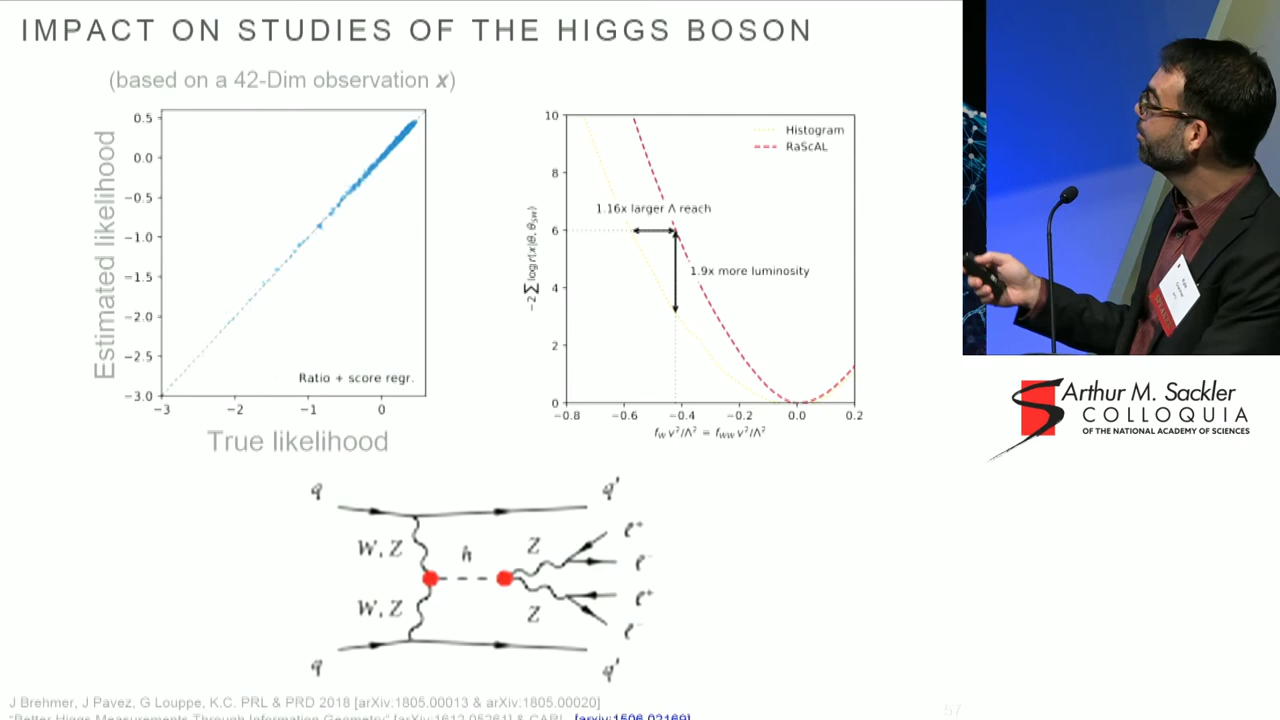 IMPACT ON STUDIES OF THE HIGGS BOSON
(based on a 42-Dim observation x)
Estimated likelihood
0.5
0.0
−0.5
−1.0
−1.5
−2.0
−2.5
−3.0
Ratio + score regr.
−3 −2 −1 0
True likelihood
−2 ∑ log r(x|θ, θSM)
10
8
6
4
2
0
Histogram
RaScAL
1.16x larger Λ reach
1.9x more luminosity
−0.8 −0.6 −0.4 −0.2 0.0 0.2
fW v²/Λ² = fWW v²/Λ²
q q'
W, Z h Z ℓ+
ℓ−
W, Z Z ℓ+
ℓ−
q q'
J Brehmer, J Pavez, G Louppe, K.C. PRL & PRD 2018 [arXiv:1805.00013 & arXiv:1805.00020]
"Better Higgs Measurements Through Information Geometry" [arXiv:1612.05261] & CARL [arxiv:1506.02169]
57
Arthur M. Sackler
COLLOQUIA
OF THE NATIONAL ACADEMY OF SCIENCES